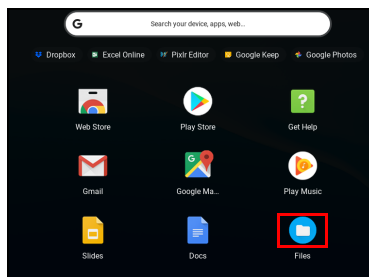 G Search your device, apps, web...
Dropbox Excel Online Pixlr Editor Google Keep Google Photos
Web Store Play Store Get Help
Gmail Google Ma... Play Music
Slides Docs Files